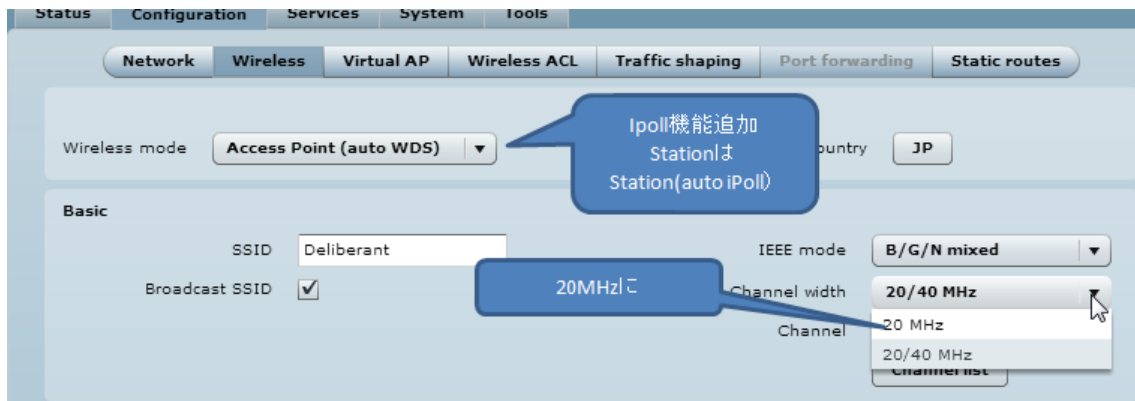 Status Configuration Services System Tools
Network Wireless Virtual AP Wireless ACL Traffic shaping Port forwarding Static routes
Ipoll機能追加
Stationは
Station(auto iPoll)
Wireless mode Access Point (auto WDS) JP
Basic
SSID Deliberant IEEE mode B/G/N mixed
20MHzに
Broadcast SSID Channel width 20/40 MHz
Channel 20 MHz
20/40 MHz
Channel list